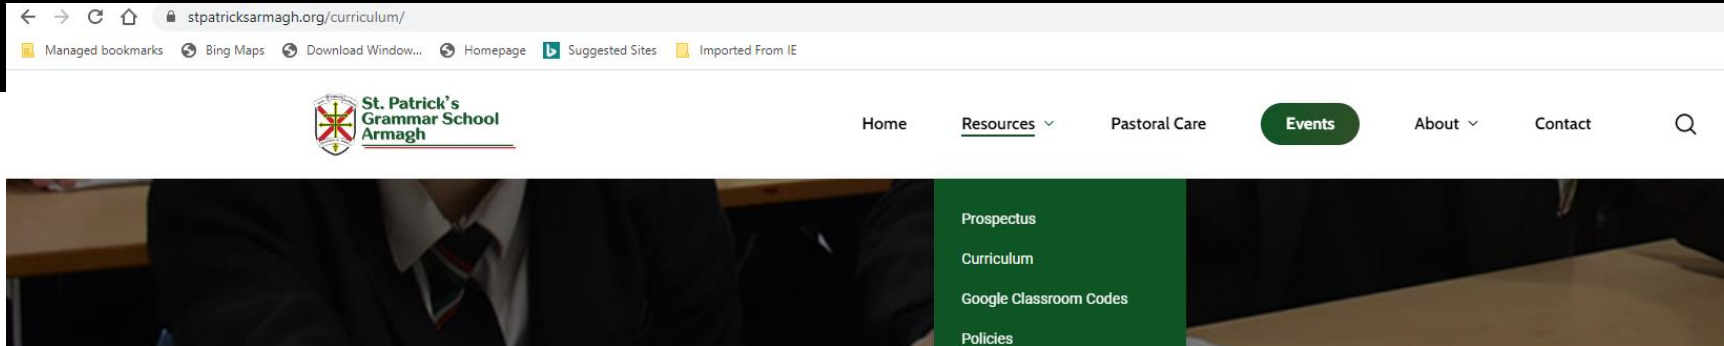 stpatricksarmagh.org/curriculum/
Managed bookmarks Bing Maps Download Window... Homepage Suggested Sites Imported From IE
St. Patrick's
Grammar School
Armagh
Home Resources Pastoral Care Events About Contact
Prospectus
Curriculum
Google Classroom Codes
Policies